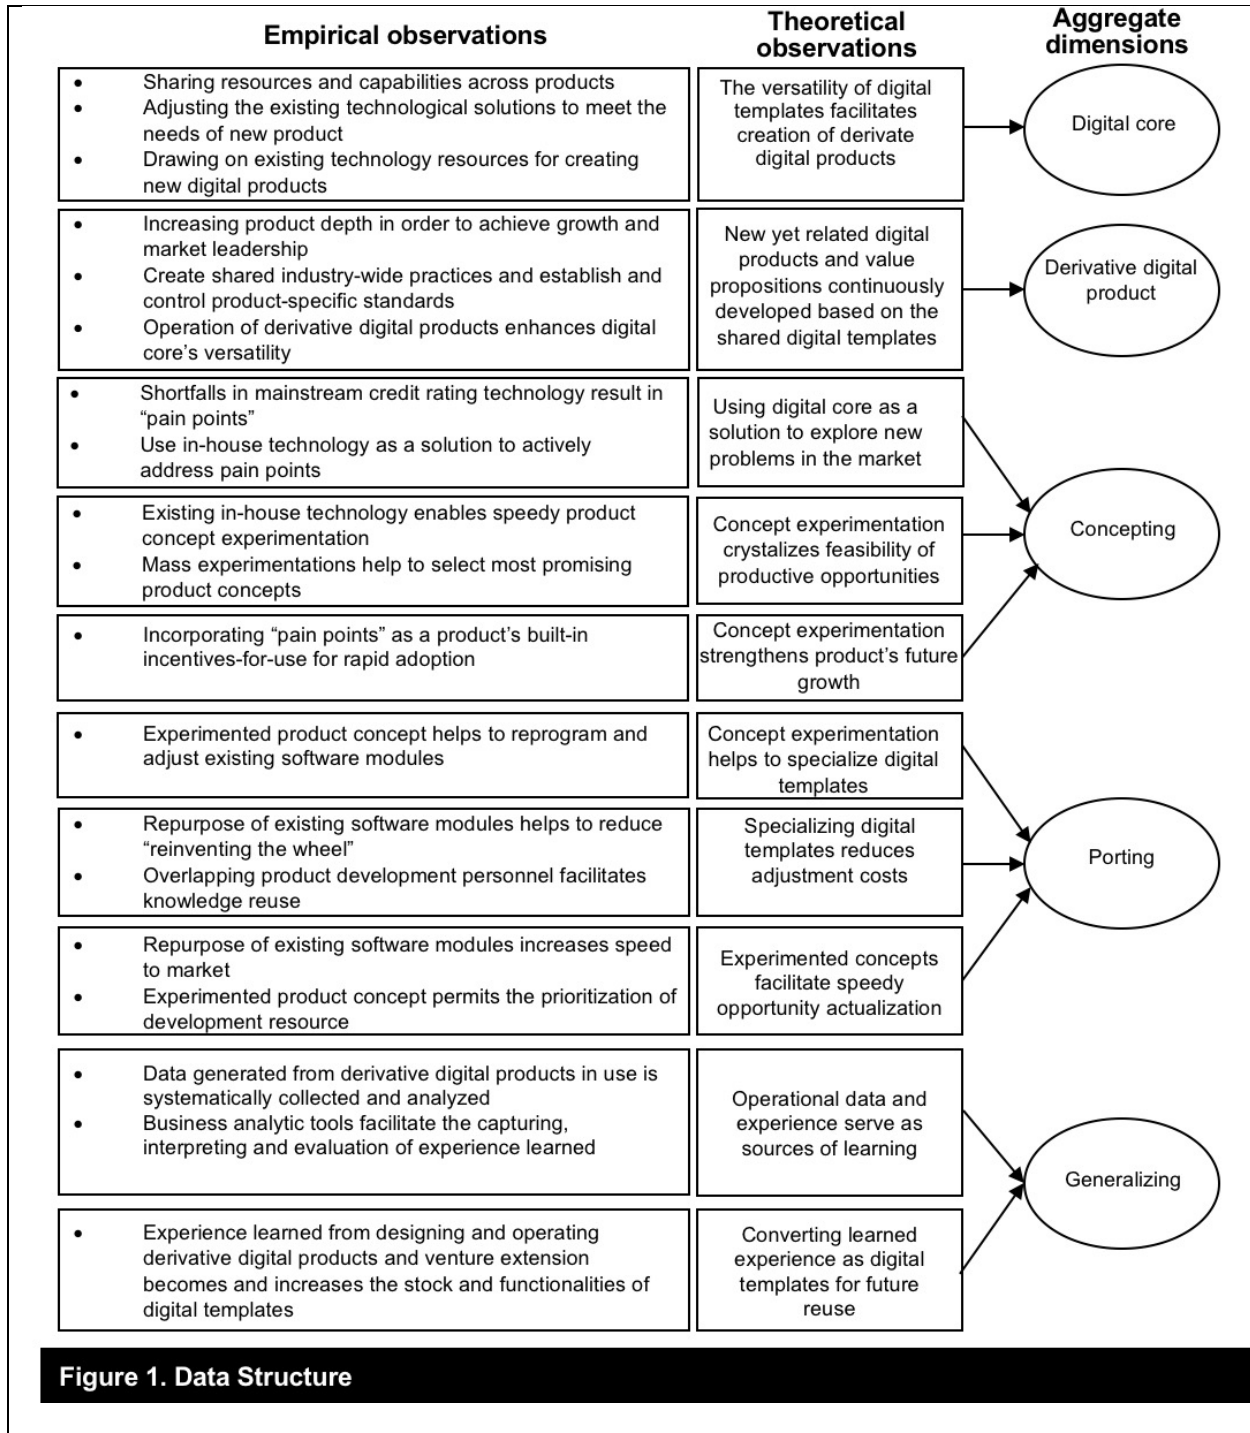 Empirical observations
Theoretical
observations
Aggregate
dimensions
• Sharing resources and capabilities across products
• Adjusting the existing technological solutions to meet the
needs of new product
• Drawing on existing technology resources for creating
new digital products
The versatility of digital
templates facilitates
creation of derivate
digital products
Digital core
• Increasing product depth in order to achieve growth and
market leadership
• Create shared industry-wide practices and establish and
control product-specific standards
• Operation of derivative digital products enhances digital
core’s versatility
New yet related digital
products and value
propositions continuously
developed based on the
shared digital templates
Derivative digital
product
• Shortfalls in mainstream credit rating technology result in
“pain points”
• Use in-house technology as a solution to actively
address pain points
Using digital core as a
solution to explore new
problems in the market
• Existing in-house technology enables speedy product
concept experimentation
• Mass experimentations help to select most promising
product concepts
Concept experimentation
crystalizes feasibility of
productive opportunities
Concepting
• Incorporating “pain points” as a product’s built-in
incentives-for-use for rapid adoption
Concept experimentation
strengthens product’s future
growth
• Experimented product concept helps to reprogram and
adjust existing software modules
Concept experimentation
helps to specialize digital
templates
• Repurpose of existing software modules helps to reduce
“reinventing the wheel”
• Overlapping product development personnel facilitates
knowledge reuse
Specializing digital
templates reduces
adjustment costs
Porting
• Repurpose of existing software modules increases speed
to market
• Experimented product concept permits the prioritization of
development resource
Experimented concepts
facilitate speedy
opportunity actualization
• Data generated from derivative digital products in use is
systematically collected and analyzed
• Business analytic tools facilitate the capturing,
interpreting and evaluation of experience learned
Operational data and
experience serve as
sources of learning
Generalizing
• Experience learned from designing and operating
derivative digital products and venture extension
becomes and increases the stock and functionalities of
digital templates
Converting learned
experience as digital
templates for future
reuse
Figure 1. Data Structure